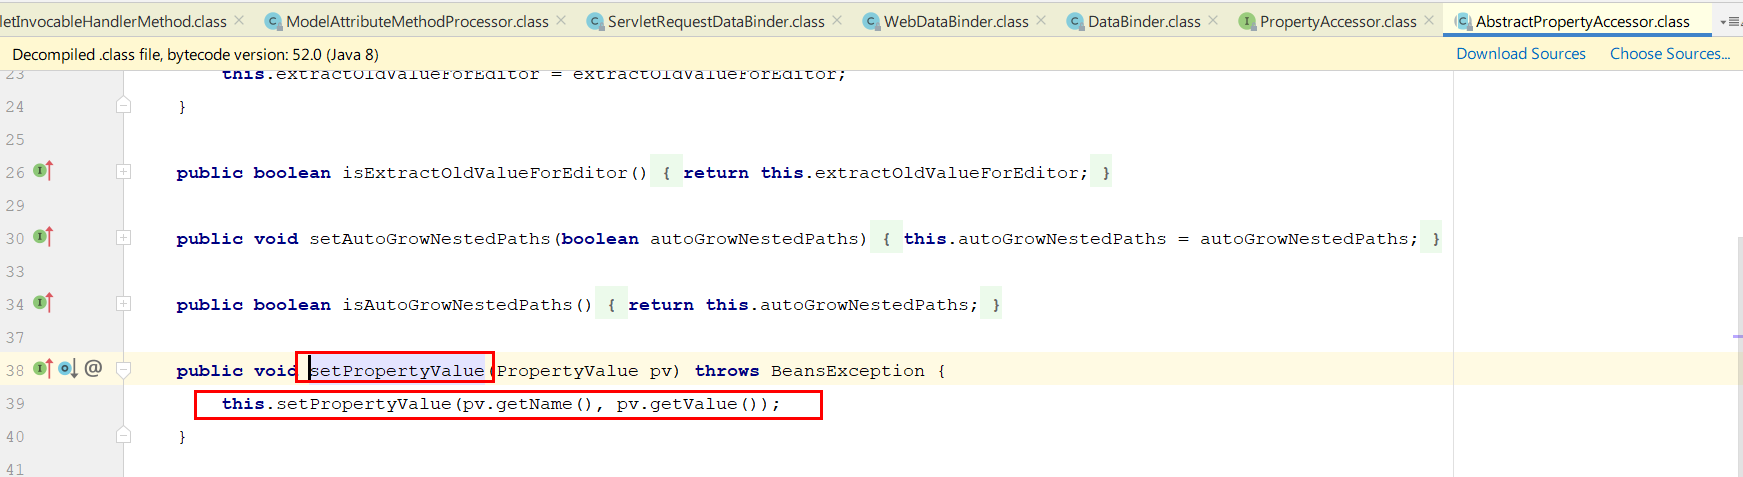 letInvocableHandlerMethod.class ModelAttributeMethodProcessor.class ServletRequestDataBinder.class WebDataBinder.class DataBinder.class PropertyAccessor.class AbstractPropertyAccessor.class
Decompiled .class file, bytecode version: 52.0 (Java 8) Download Sources Choose Sources...
23 this.extractOldValueForEditor = extractOldValueForEditor;
24 }
25
26 public boolean isExtractOldValueForEditor() { return this.extractOldValueForEditor; }
29
30 public void setAutoGrowNestedPaths(boolean autoGrowNestedPaths) { this.autoGrowNestedPaths = autoGrowNestedPaths; }
33
34 public boolean isAutoGrowNestedPaths() { return this.autoGrowNestedPaths; }
37
38 @ public void setPropertyValue(PropertyValue pv) throws BeansException {
39 this.setPropertyValue(pv.getName(), pv.getValue());
40 }
41